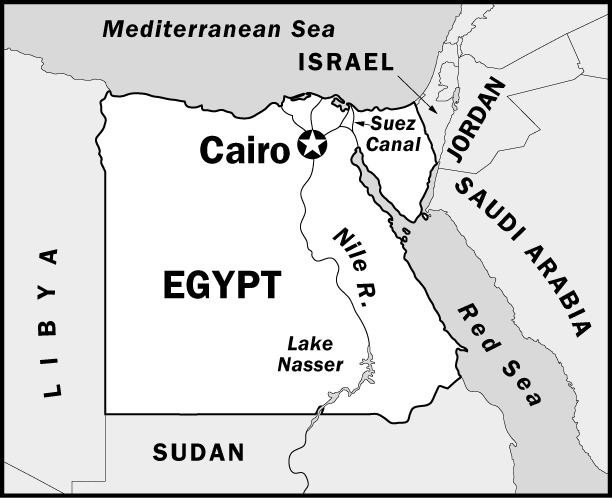 Mediterranean Sea
ISRAEL
JORDAN
Suez
Canal
Cairo
SAUDI ARABIA
LIBYA
EGYPT
Nile R.
Red Sea
Lake
Nasser
SUDAN